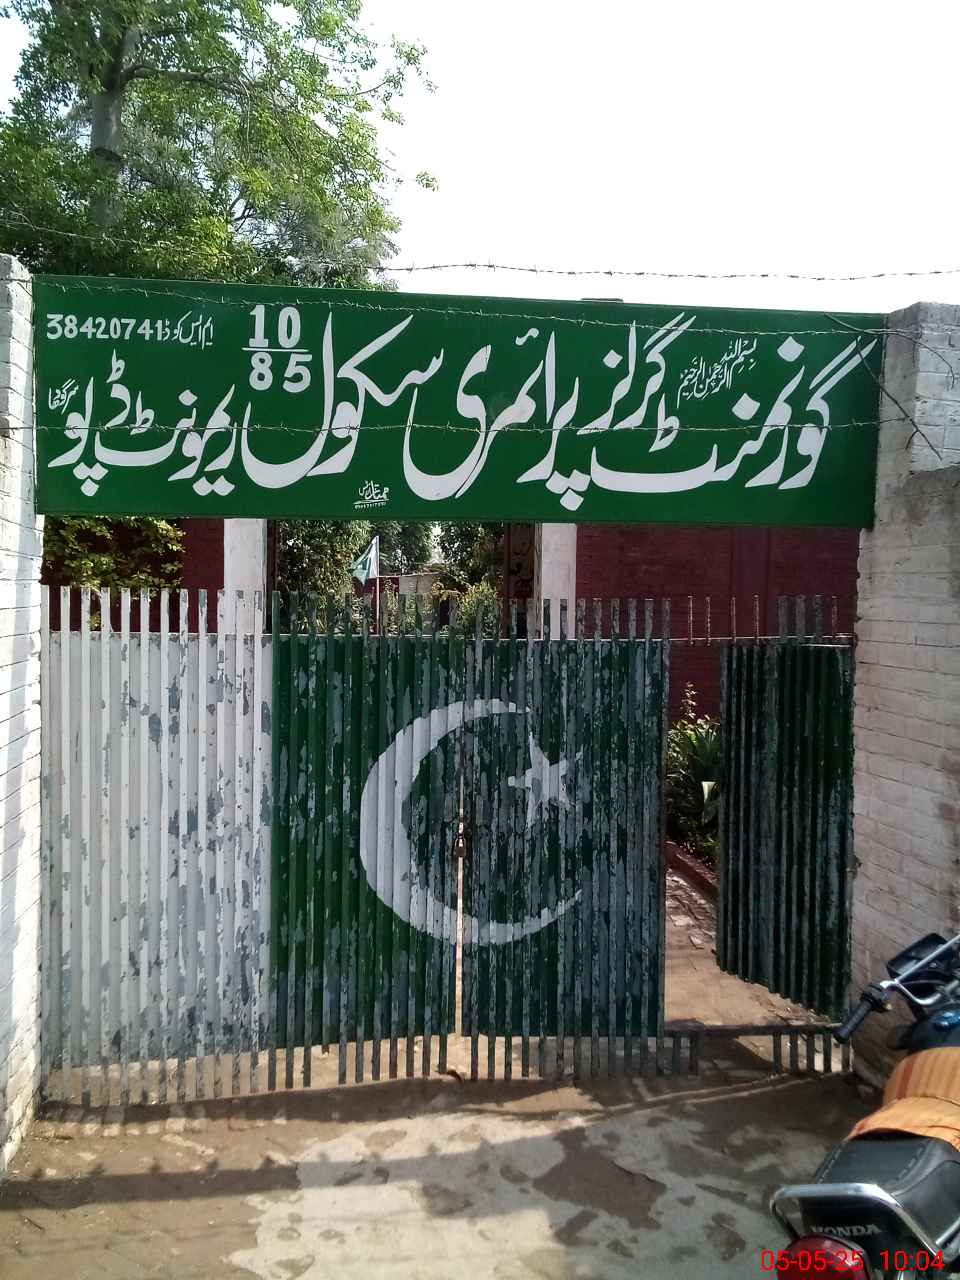 بسم اللہ الرحمن الرحیم
گورنمنٹ گرلز پرائمری سکول ریمونٹ ڈپو
10
85
ایم ایس کوڈ 38420741
سرگودھا
ممتاز
HONDA
05-05-25 10:04